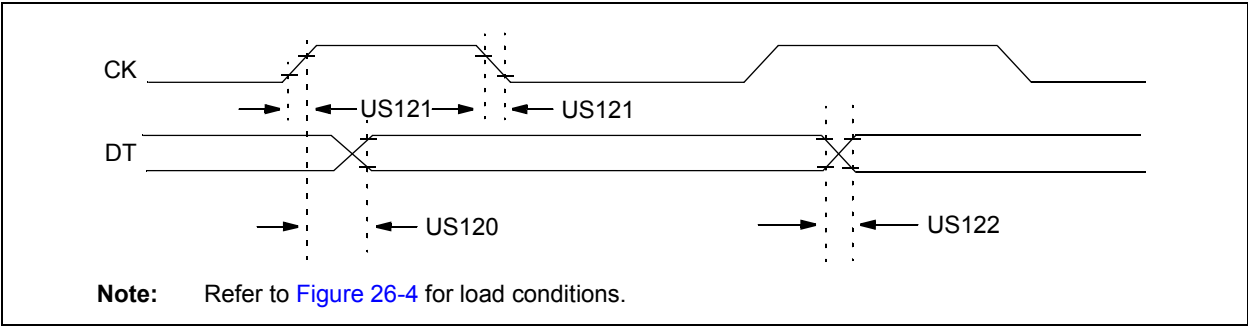 CK
US121 US121
DT
US120 US122
Note: Refer to Figure 26-4 for load conditions.